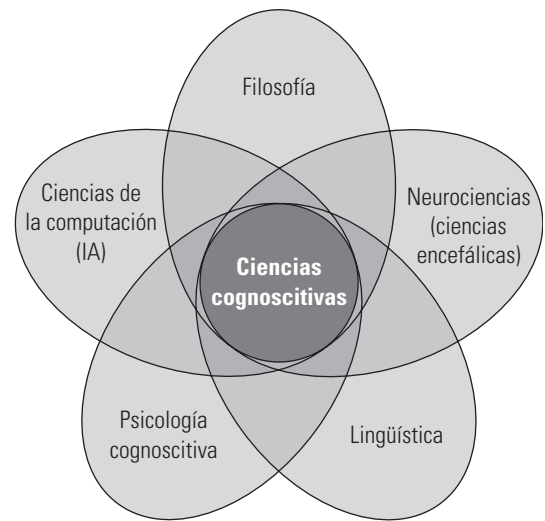 Filosofía
Ciencias de
la computación
(IA)
Neurociencias
(ciencias
encefálicas)
Ciencias
cognoscitivas
Psicología
cognoscitiva
Lingüística